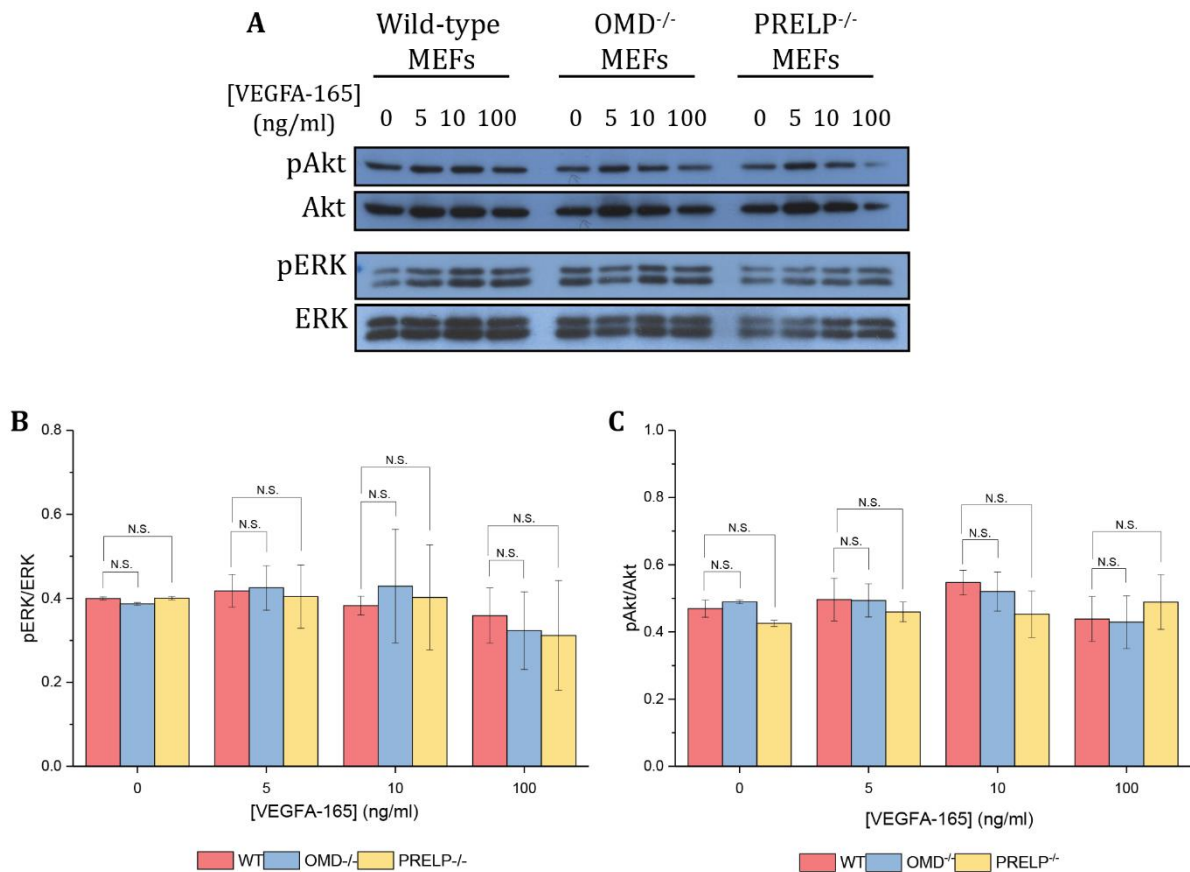 A
Wild-type MEFs
OMD-/- MEFs
PRELP-/- MEFs
[VEGFA-165] (ng/ml)
0 5 10 100 0 5 10 100 0 5 10 100
pAkt
Akt
pERK
ERK
B
0.8
0.6
0.4
0.2
0.0
pERK/ERK
N.S. N.S.
N.S. N.S.
N.S. N.S.
N.S. N.S.
0 5 10 100
[VEGFA-165] (ng/ml)
WT OMD-/- PRELP-/-
C
1.0
0.8
0.6
0.4
0.2
0.0
pAkt/Akt
N.S. N.S.
N.S. N.S.
N.S. N.S.
N.S. N.S.
0 5 10 100
[VEGFA-165] (ng/ml)
WT OMD-/- PRELP-/-